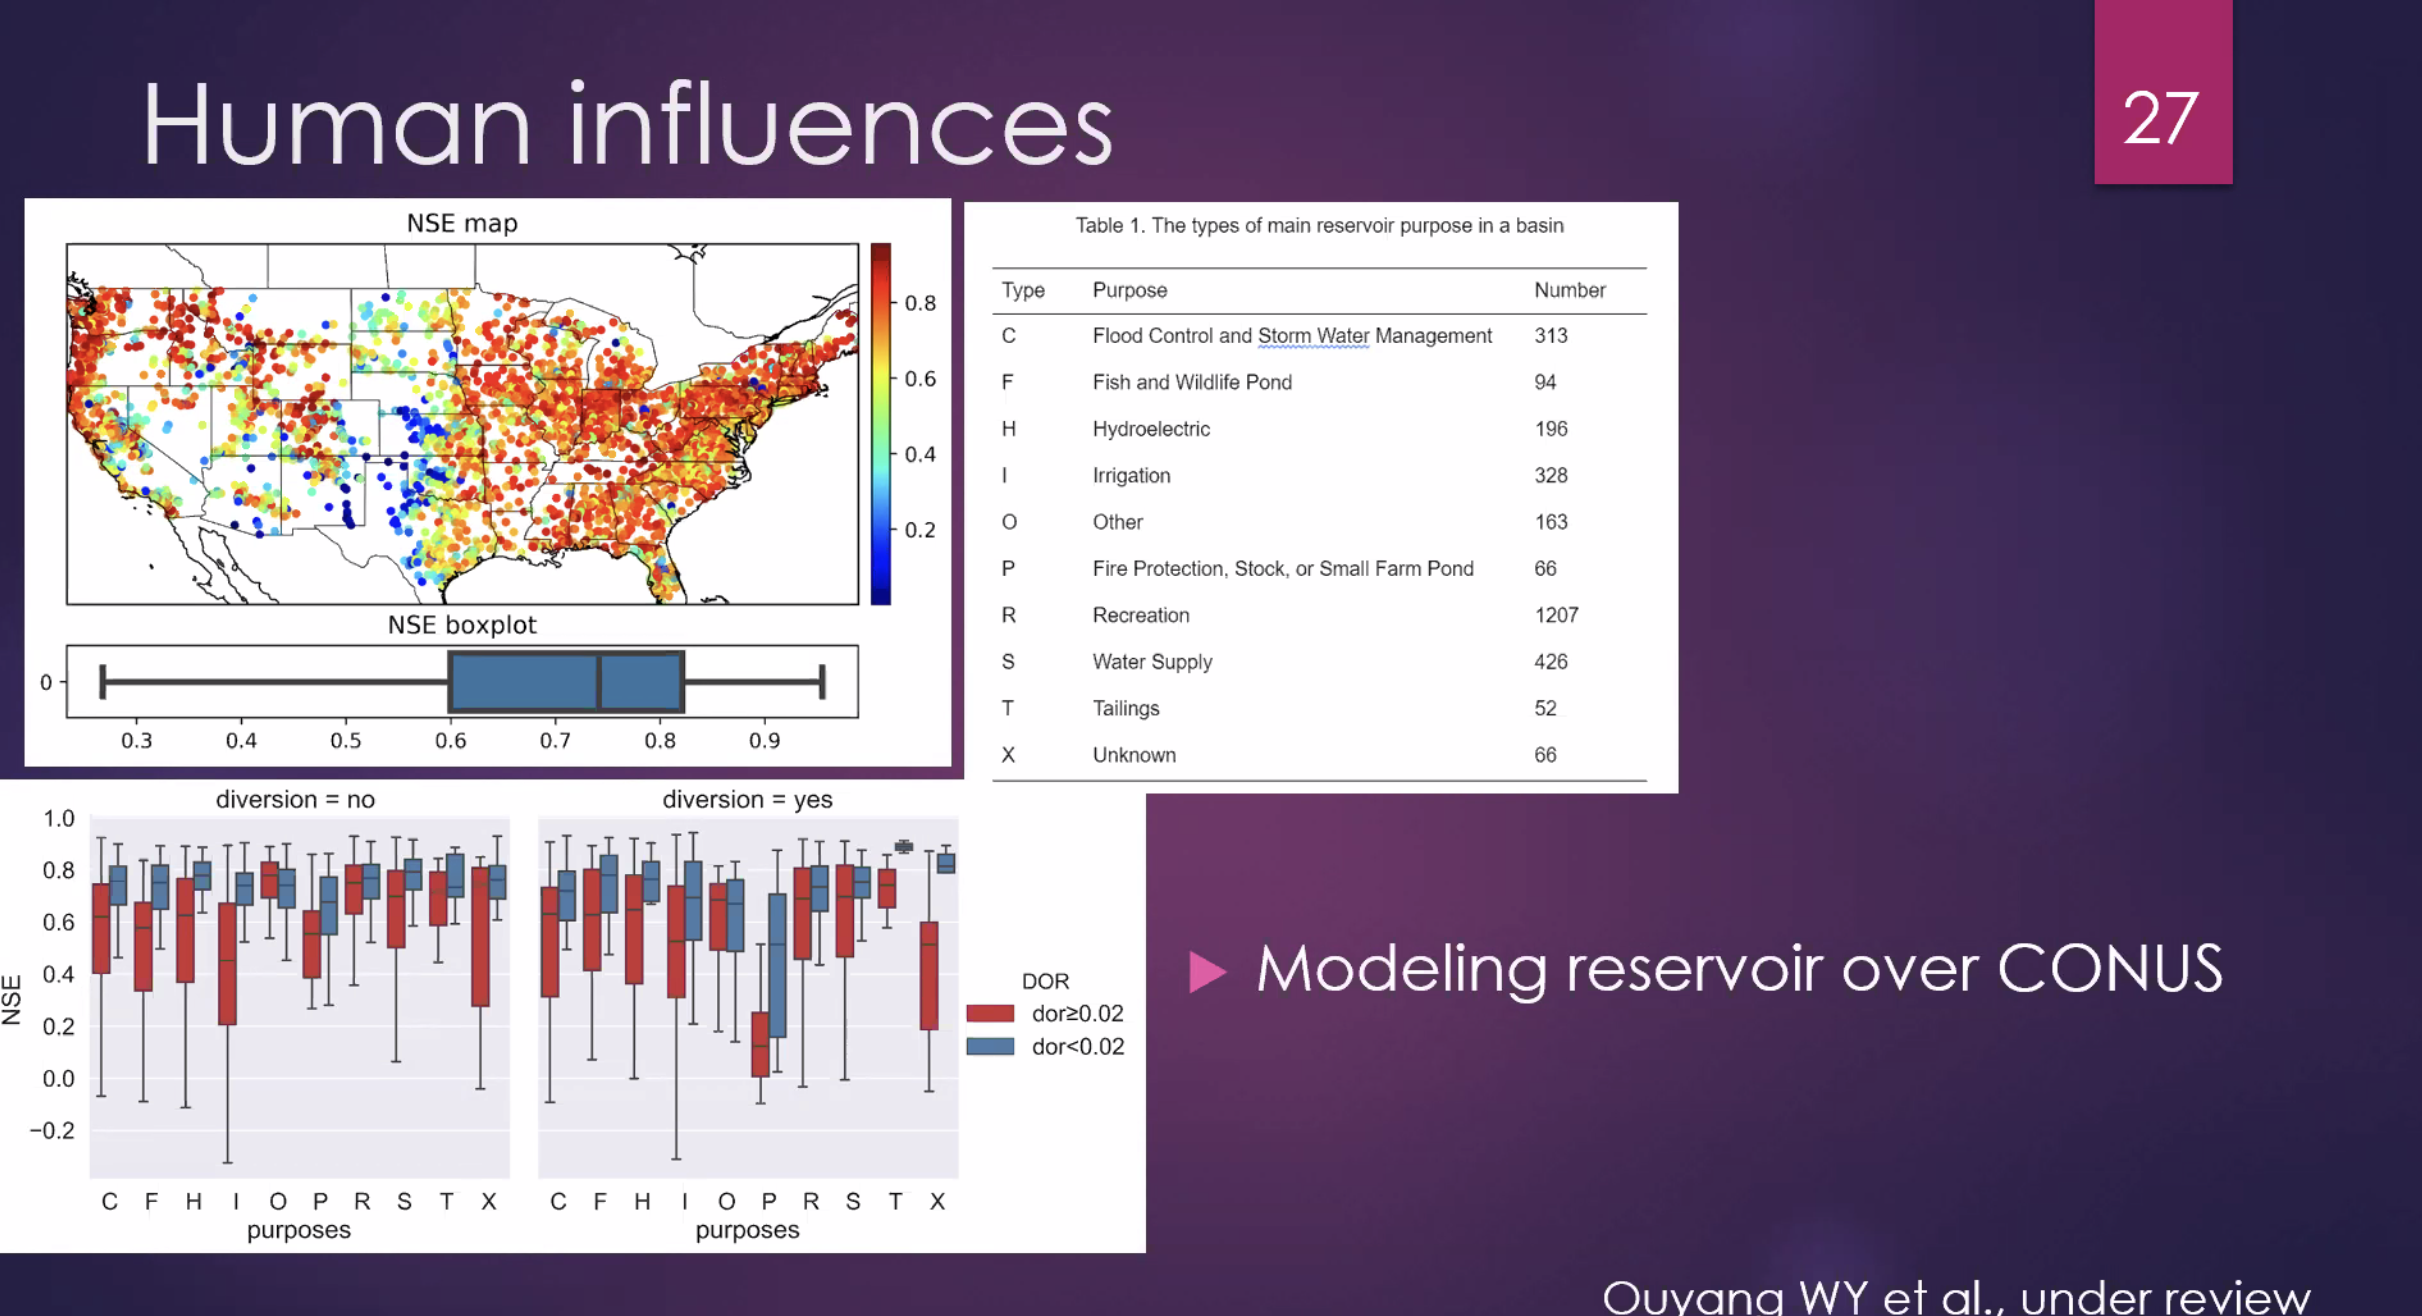 Human influences
27
NSE map
0.8
0.6
0.4
0.2
NSE boxplot
0
0.3 0.4 0.5 0.6 0.7 0.8 0.9
Table 1. The types of main reservoir purpose in a basin
Type Purpose Number
C Flood Control and Storm Water Management 313
F Fish and Wildlife Pond 94
H Hydroelectric 196
I Irrigation 328
O Other 163
P Fire Protection, Stock, or Small Farm Pond 66
R Recreation 1207
S Water Supply 426
T Tailings 52
X Unknown 66
diversion = no
diversion = yes
1.0
0.8
0.6
0.4
0.2
0.0
−0.2
NSE
C F H I O P R S T X
purposes
C F H I O P R S T X
purposes
DOR
dor≥0.02
dor<0.02
Modeling reservoir over CONUS
Ouyang WY et al., under review